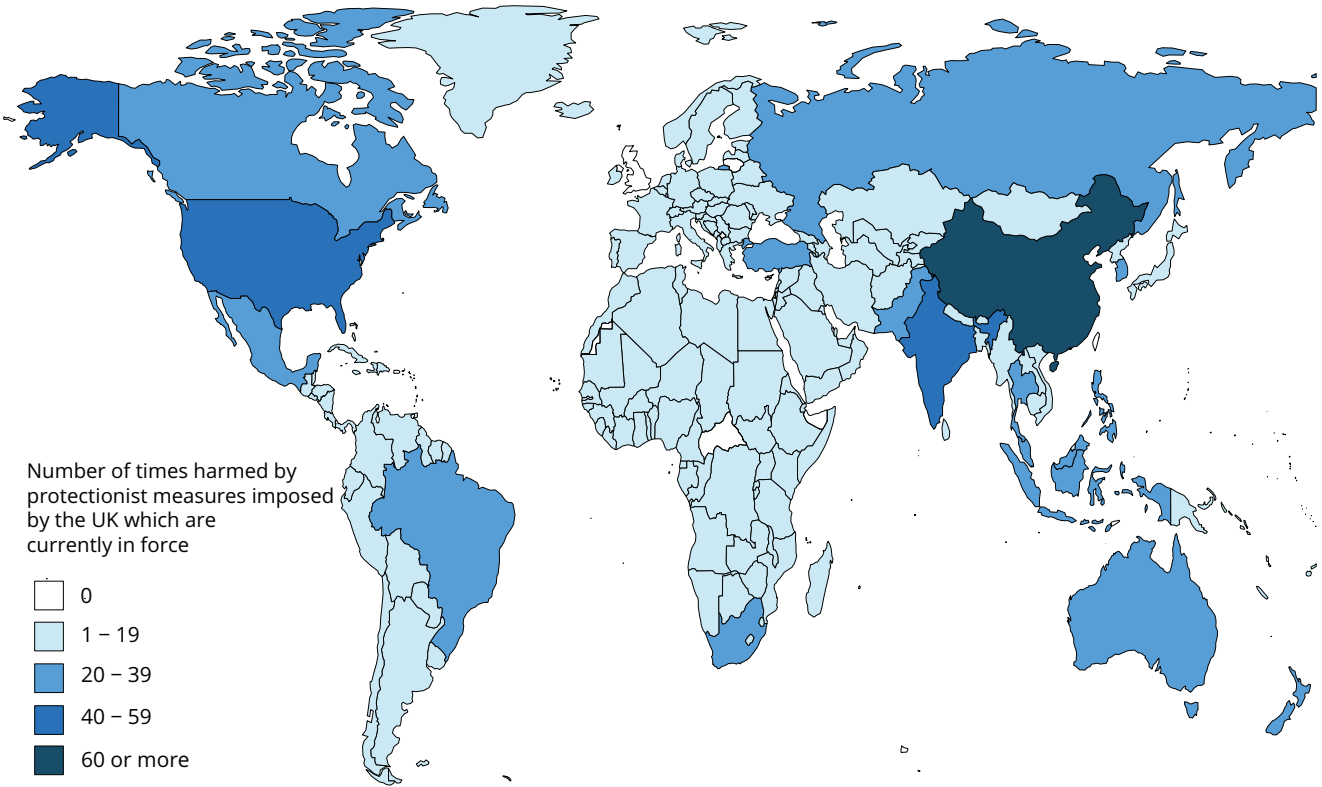 Number of times harmed by
protectionist measures imposed
by the UK which are
currently in force
0
1 – 19
20 – 39
40 – 59
60 or more